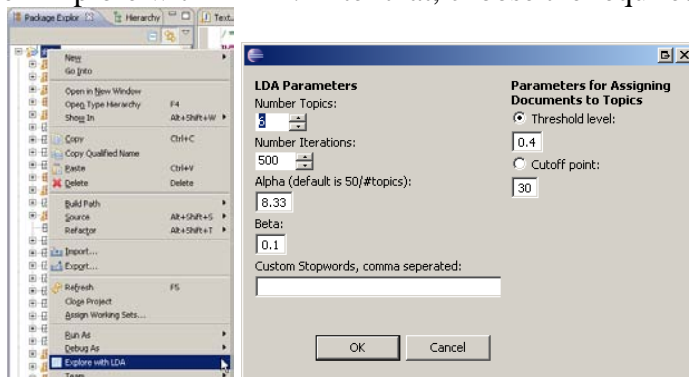 Package Explor
Hierarchy
Text.
New
Go Into
Open in New Window
Open Type Hierarchy F4
Show In Alt+Shift+W
Copy Ctrl+C
Copy Qualified Name
Paste Ctrl+V
Delete Delete
Build Path
Source Alt+Shift+S
Refactor Alt+Shift+T
Import...
Export...
Refresh F5
Close Project
Assign Working Sets...
Run As
Debug As
Explore with LDA
Team
LDA Parameters
Number Topics:
6
Number Iterations:
500
Alpha (default is 50/#topics):
8.33
Beta:
0.1
Custom Stopwords, comma seperated:
Parameters for Assigning
Documents to Topics
Threshold level:
0.4
Cutoff point:
30
OK Cancel